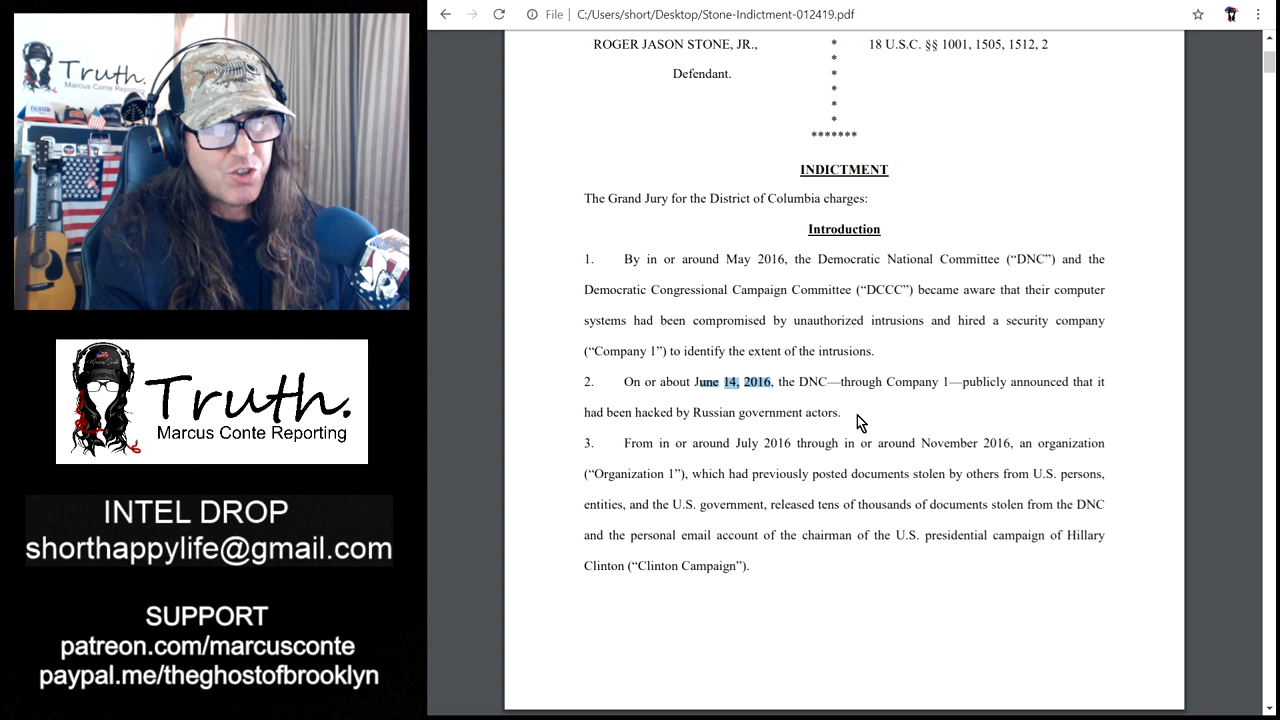 Truth.
Marcus Conte Reporting
Truth.
Marcus Conte Reporting
INTEL DROP
shorthappylife@gmail.com
SUPPORT
patreon.com/marcusconte
paypal.me/theghostofbrooklyn
File | C:/Users/short/Desktop/Stone-Indictment-012419.pdf
ROGER JASON STONE, JR., * 18 U.S.C. §§ 1001, 1505, 1512, 2
*
Defendant. *
*
*
*
*******
INDICTMENT
The Grand Jury for the District of Columbia charges:
Introduction
1. By in or around May 2016, the Democratic National Committee (“DNC”) and the
Democratic Congressional Campaign Committee (“DCCC”) became aware that their computer
systems had been compromised by unauthorized intrusions and hired a security company
(“Company 1”) to identify the extent of the intrusions.
2. On or about June 14, 2016, the DNC—through Company 1—publicly announced that it
had been hacked by Russian government actors.
3. From in or around July 2016 through in or around November 2016, an organization
(“Organization 1”), which had previously posted documents stolen by others from U.S. persons,
entities, and the U.S. government, released tens of thousands of documents stolen from the DNC
and the personal email account of the chairman of the U.S. presidential campaign of Hillary
Clinton (“Clinton Campaign”).